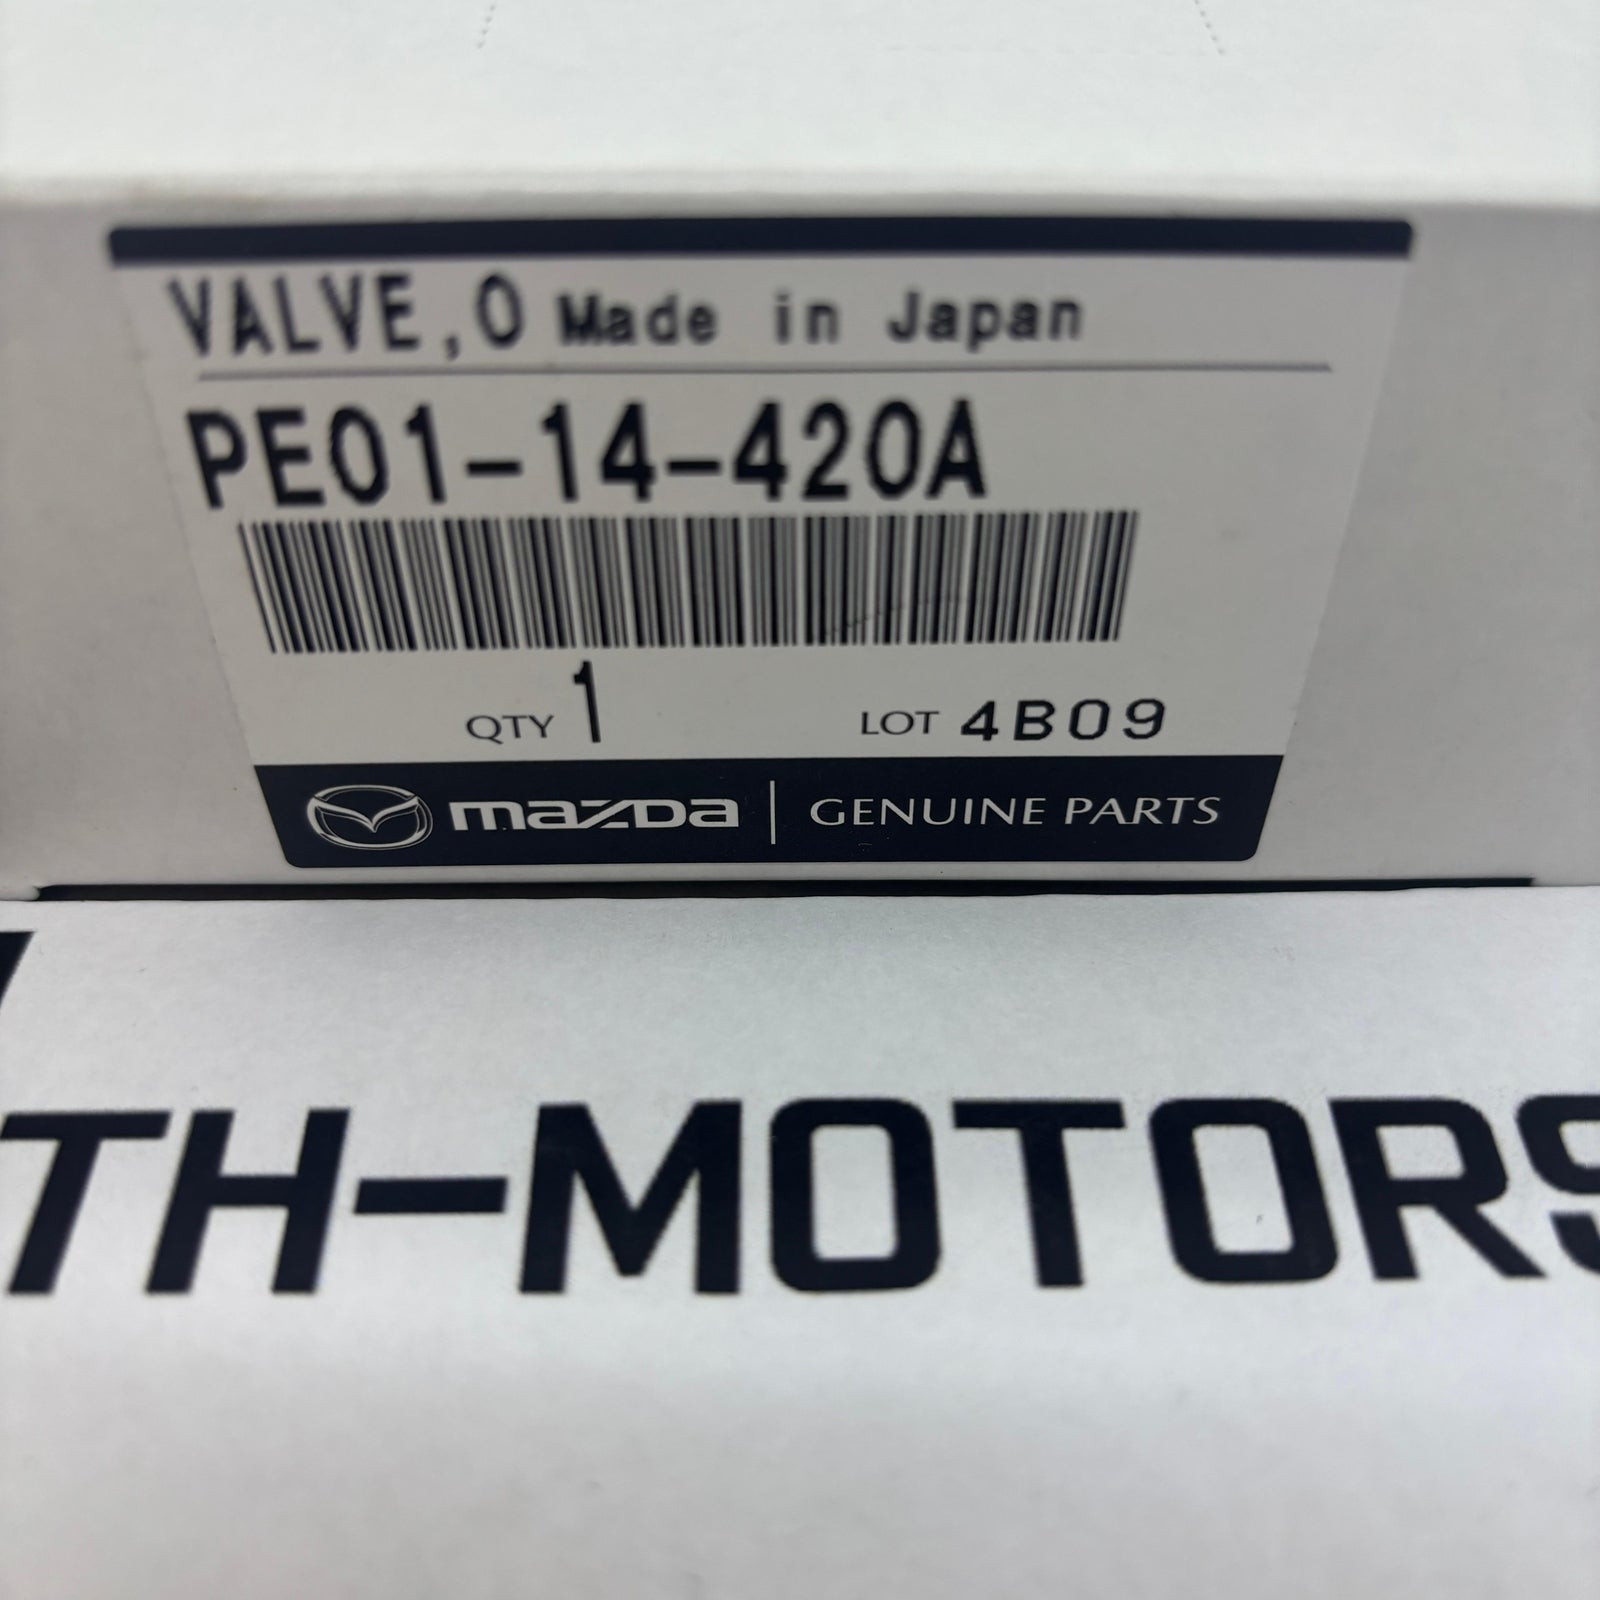 VALVE,O Made in Japan
PE01-14-420A
QTY 1 LOT 4B09
mazda | GENUINE PARTS
TH-MOTORS